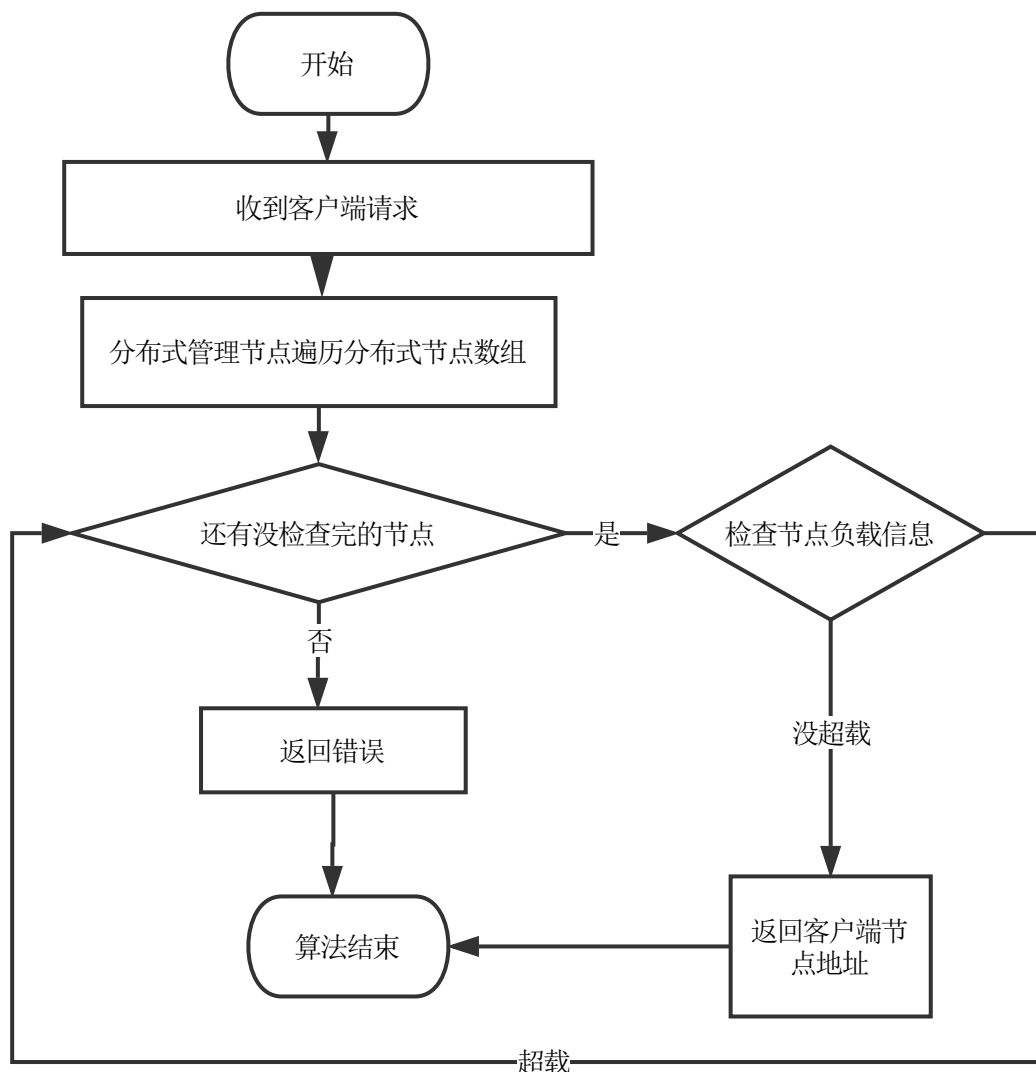 开始
收到客户端请求
分布式管理节点遍历分布式节点数组
还有没检查完的节点
是
检查节点负载信息
否
没超载
返回错误
返回客户端节
点地址
算法结束
超载